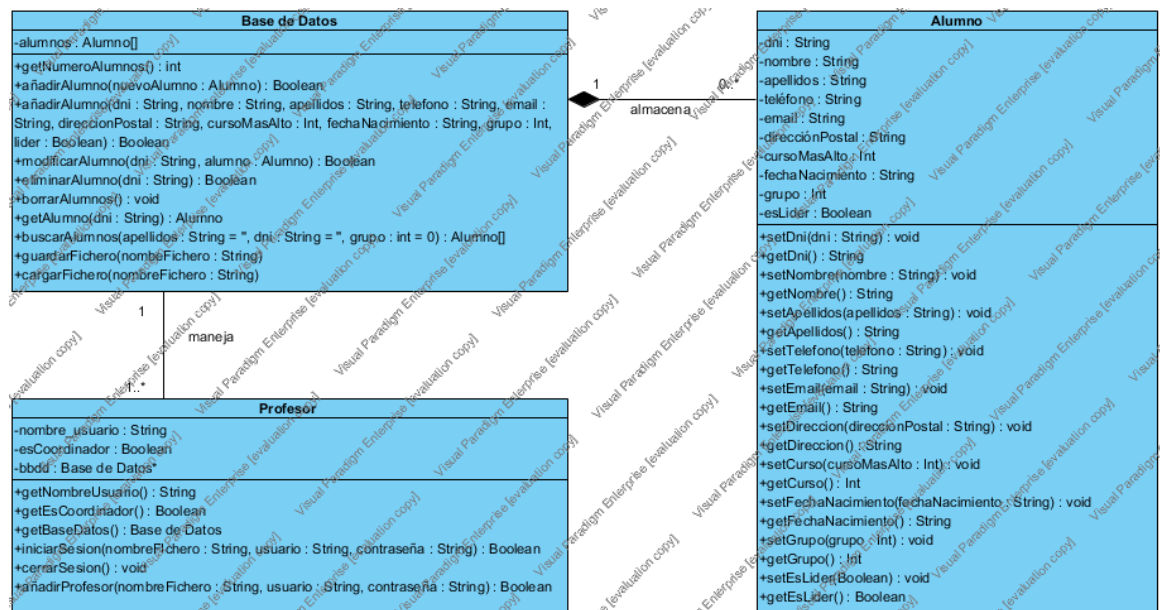 Base de Datos
-alumnos : Alumno[]
+getNumeroAlumnos() : int
+añadirAlumno(nuevoAlumno : Alumno) : Boolean
+añadirAlumno(dni : String, nombre : String, apellidos : String, telefono : String, email :
String, direccionPostal : String, cursoMasAlto : Int, fechaNacimiento : String, grupo : Int,
lider : Boolean) : Boolean
+modificarAlumno(dni : String, alumno : Alumno) : Boolean
+eliminarAlumno(dni : String) : Boolean
+borrarAlumnos() : void
+getAlumno(dni : String) : Alumno
+buscarAlumnos(apellidos : String = '', dni : String = '', grupo : int = 0) : Alumno[]
+guardarFichero(nombeFichero : String)
+cargarFichero(nombreFichero : String)
1
0..*
almacena
Alumno
-dni : String
-nombre : String
-apellidos : String
-teléfono : String
-email : String
-direcciónPostal : String
-cursoMasAlto : Int
-fechaNacimiento : String
-grupo : Int
-esLider : Boolean
+setDni(dni : String) : void
+getDni() : String
+setNombre(nombre : String) : void
+getNombre() : String
+setApellidos(apellidos : String) : void
+getApellidos() : String
+setTelefono(telefono : String) : void
+getTelefono() : String
+setEmail(email : String) : void
+getEmail() : String
+setDireccion(direcciónPostal : String) : void
+getDireccion() : String
+setCurso(cursoMasAlto : Int) : void
+getCurso() : Int
+setFechaNacimiento(fechaNacimiento : String) : void
+getFechaNacimiento() : String
+setGrupo(grupo : Int) : void
+getGrupo() : Int
+setEsLider(Boolean) : void
+getEsLider() : Boolean
1
maneja
1..*
Profesor
-nombre_usuario : String
-esCoordinador : Boolean
-bbdd : Base de Datos*
+getNombreUsuario() : String
+getEsCoordinador() : Boolean
+getBaseDatos() : Base de Datos
+iniciarSesion(nombreFIchero : String, usuario : String, contraseña : String) : Boolean
+cerrarSesion() : void
+añadirProfesor(nombreFichero : String, usuario : String, contraseña : String) : Boolean
Visual Paradigm Enterprise [evaluation copy]